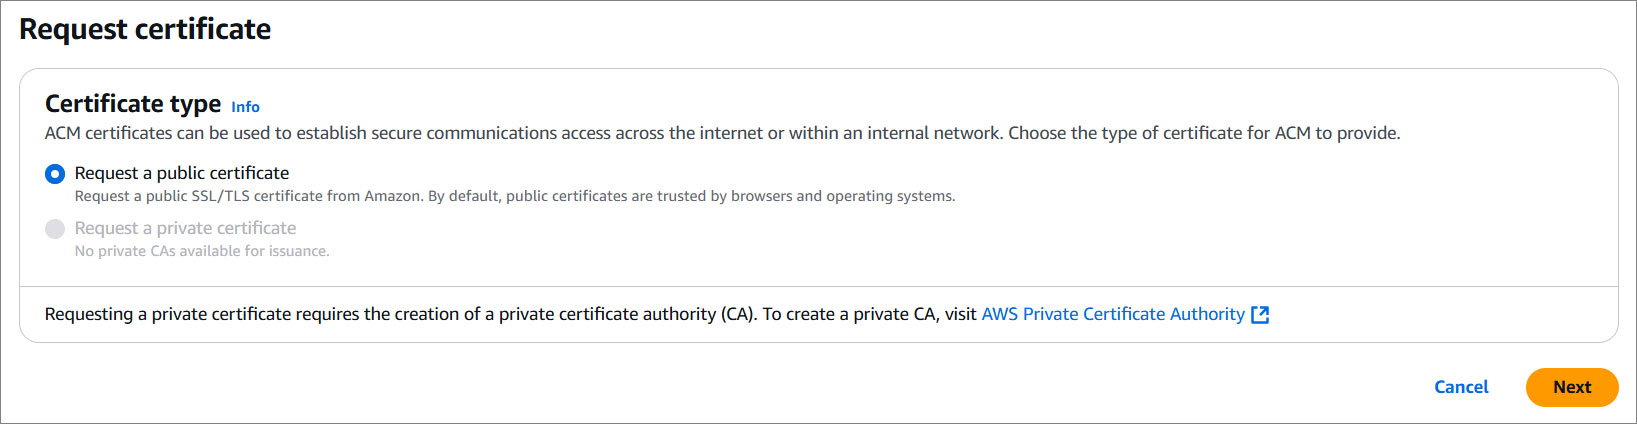 Request certificate
Certificate type Info
ACM certificates can be used to establish secure communications access across the internet or within an internal network. Choose the type of certificate for ACM to provide.
Request a public certificate
Request a public SSL/TLS certificate from Amazon. By default, public certificates are trusted by browsers and operating systems.
Request a private certificate
No private CAs available for issuance.
Requesting a private certificate requires the creation of a private certificate authority (CA). To create a private CA, visit AWS Private Certificate Authority
Cancel Next